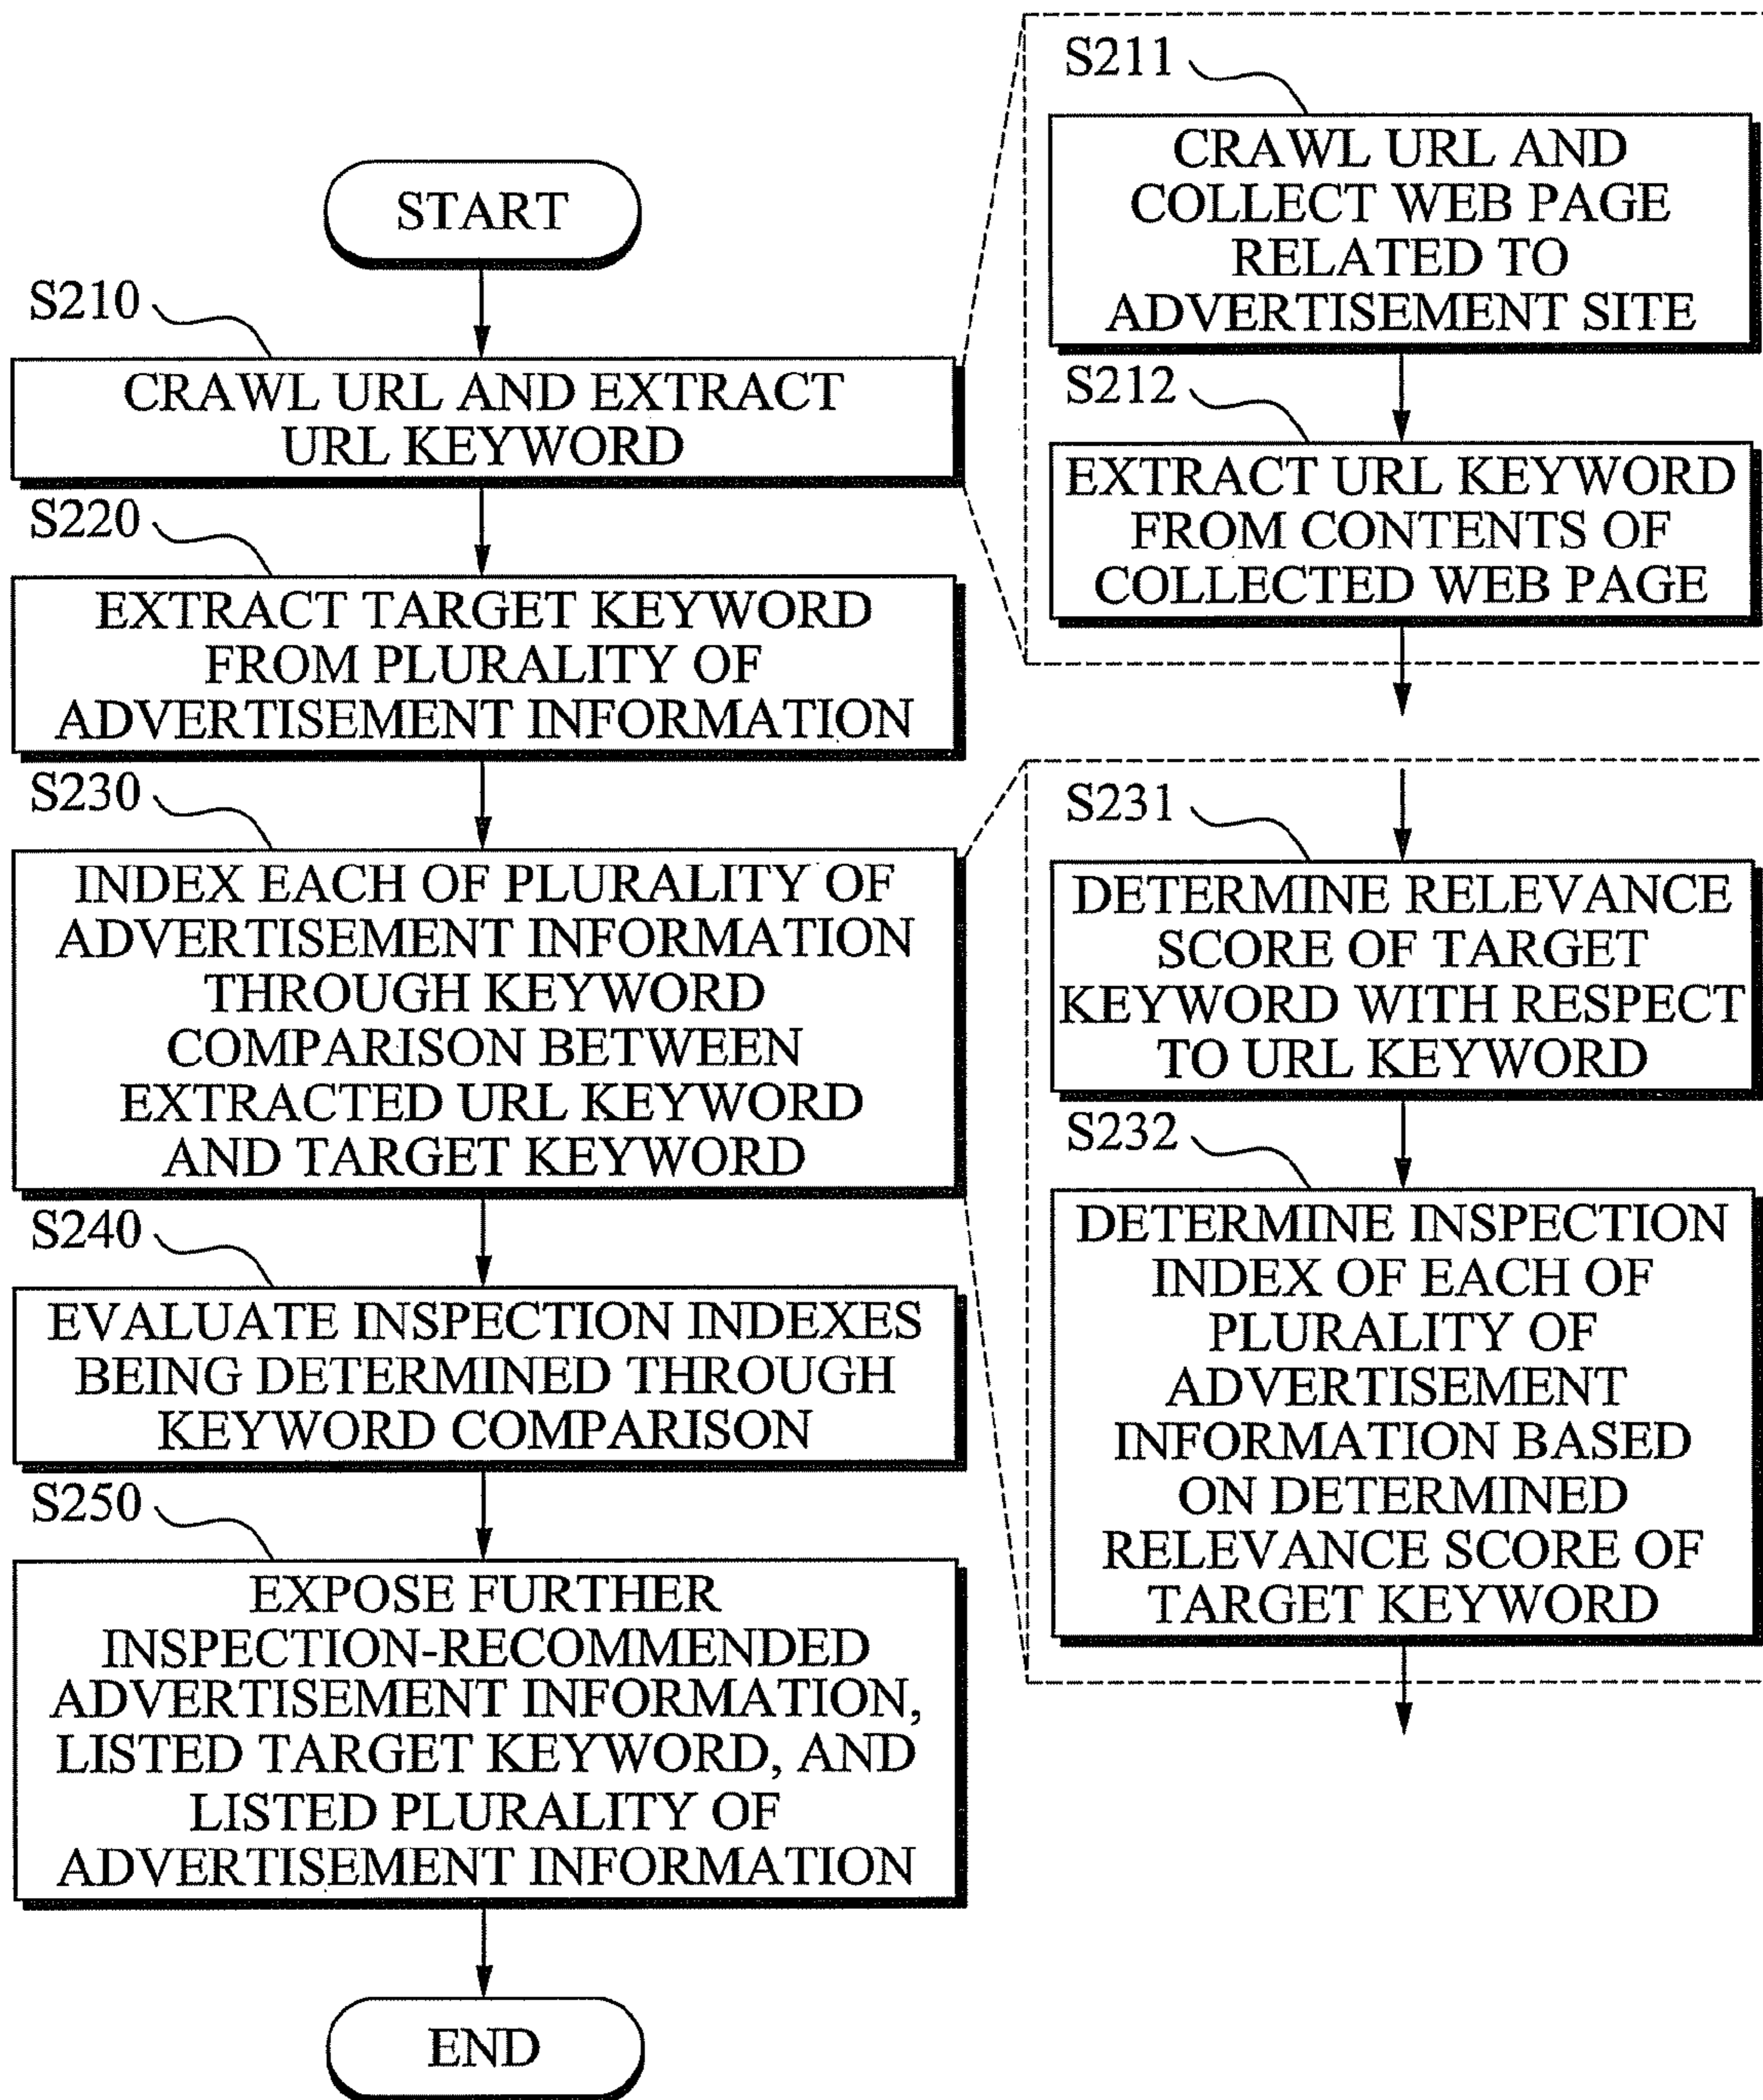 START
S210
CRAWL URL AND EXTRACT
URL KEYWORD
S220
EXTRACT TARGET KEYWORD
FROM PLURALITY OF
ADVERTISEMENT INFORMATION
S230
INDEX EACH OF PLURALITY OF
ADVERTISEMENT INFORMATION
THROUGH KEYWORD
COMPARISON BETWEEN
EXTRACTED URL KEYWORD
AND TARGET KEYWORD
S240
EVALUATE INSPECTION INDEXES
BEING DETERMINED THROUGH
KEYWORD COMPARISON
S250
EXPOSE FURTHER
INSPECTION-RECOMMENDED
ADVERTISEMENT INFORMATION,
LISTED TARGET KEYWORD, AND
LISTED PLURALITY OF
ADVERTISEMENT INFORMATION
END
S211
CRAWL URL AND
COLLECT WEB PAGE
RELATED TO
ADVERTISEMENT SITE
S212
EXTRACT URL KEYWORD
FROM CONTENTS OF
COLLECTED WEB PAGE
S231
DETERMINE RELEVANCE
SCORE OF TARGET
KEYWORD WITH RESPECT
TO URL KEYWORD
S232
DETERMINE INSPECTION
INDEX OF EACH OF
PLURALITY OF
ADVERTISEMENT
INFORMATION BASED
ON DETERMINED
RELEVANCE SCORE OF
TARGET KEYWORD